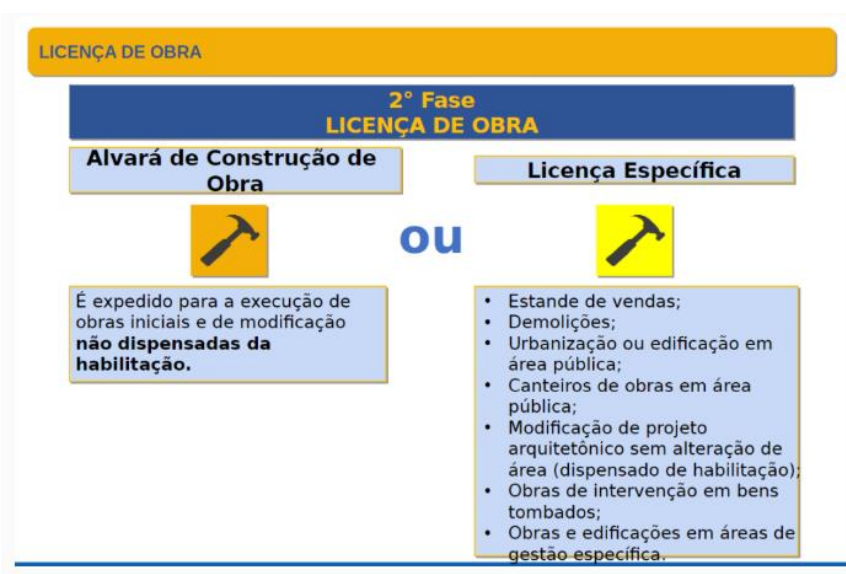 LICENÇA DE OBRA
2° Fase
LICENÇA DE OBRA
Alvará de Construção de
Obra
ou
Licença Específica
É expedido para a execução de
obras iniciais e de modificação
não dispensadas da
habilitação.
• Estande de vendas;
• Demolições;
• Urbanização ou edificação em
área pública;
• Canteiros de obras em área
pública;
• Modificação de projeto
arquitetônico sem alteração de
área (dispensado de habilitação);
• Obras de intervenção em bens
tombados;
• Obras e edificações em áreas de
gestão específica.